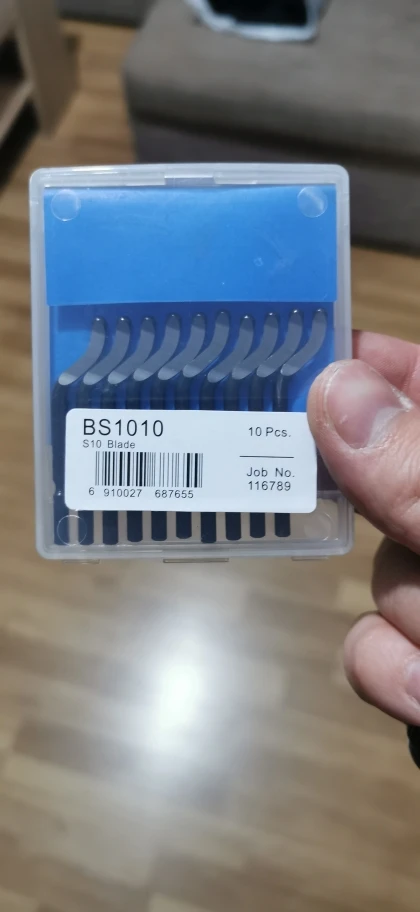 BS1010
S10 Blade
10 Pcs.
6 910027 687655
Job No.
116789